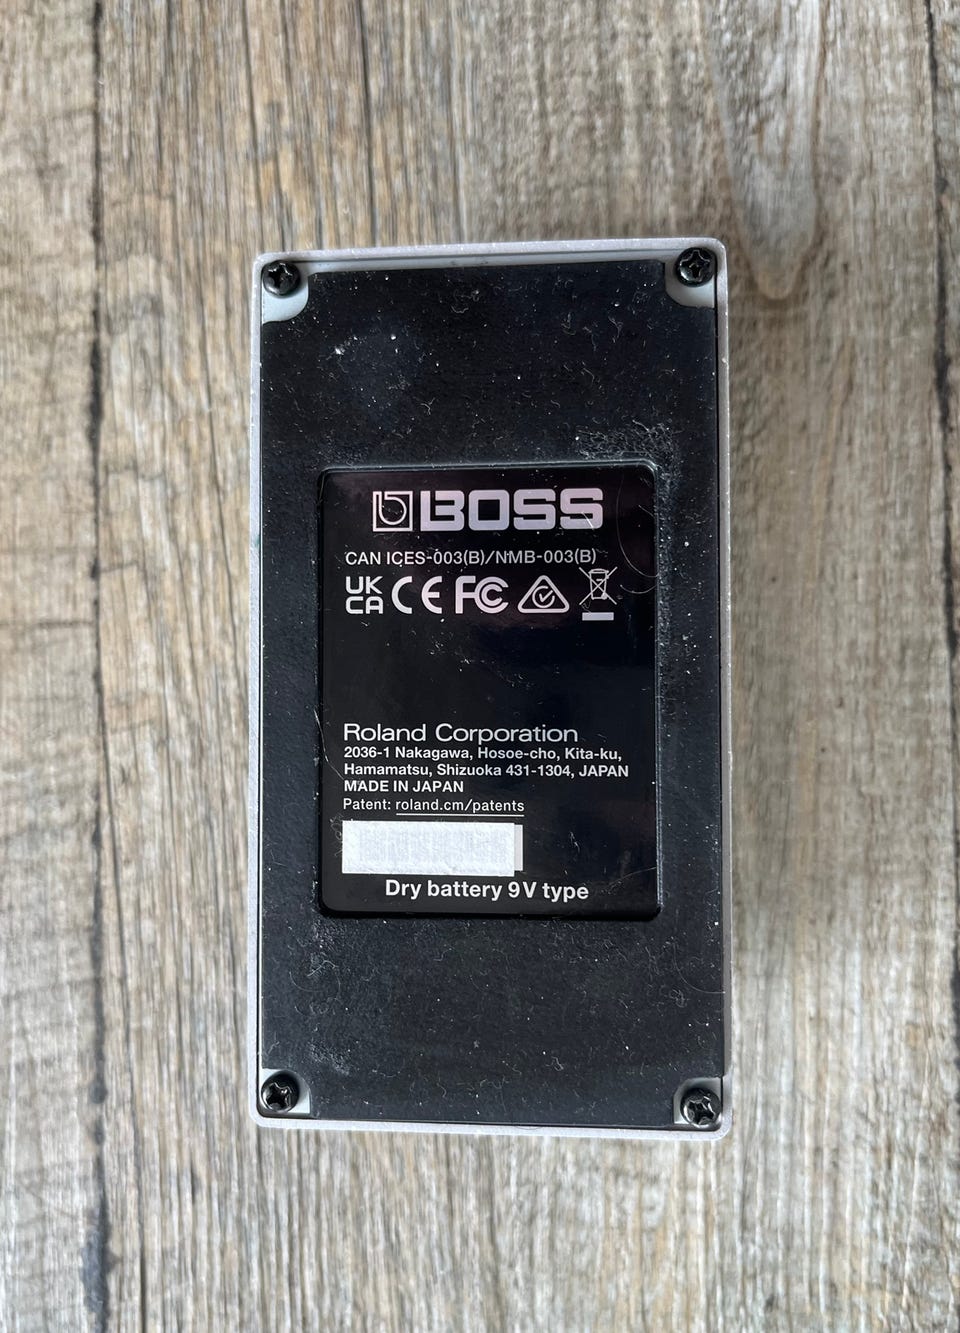 BOSS
CAN ICES-003(B)/NMB-003(B)
UK CA CE FC
Roland Corporation
2036-1 Nakagawa, Hosoe-cho, Kita-ku,
Hamamatsu, Shizuoka 431-1304, JAPAN
MADE IN JAPAN
Patent: roland.cm/patents
Dry battery 9V type